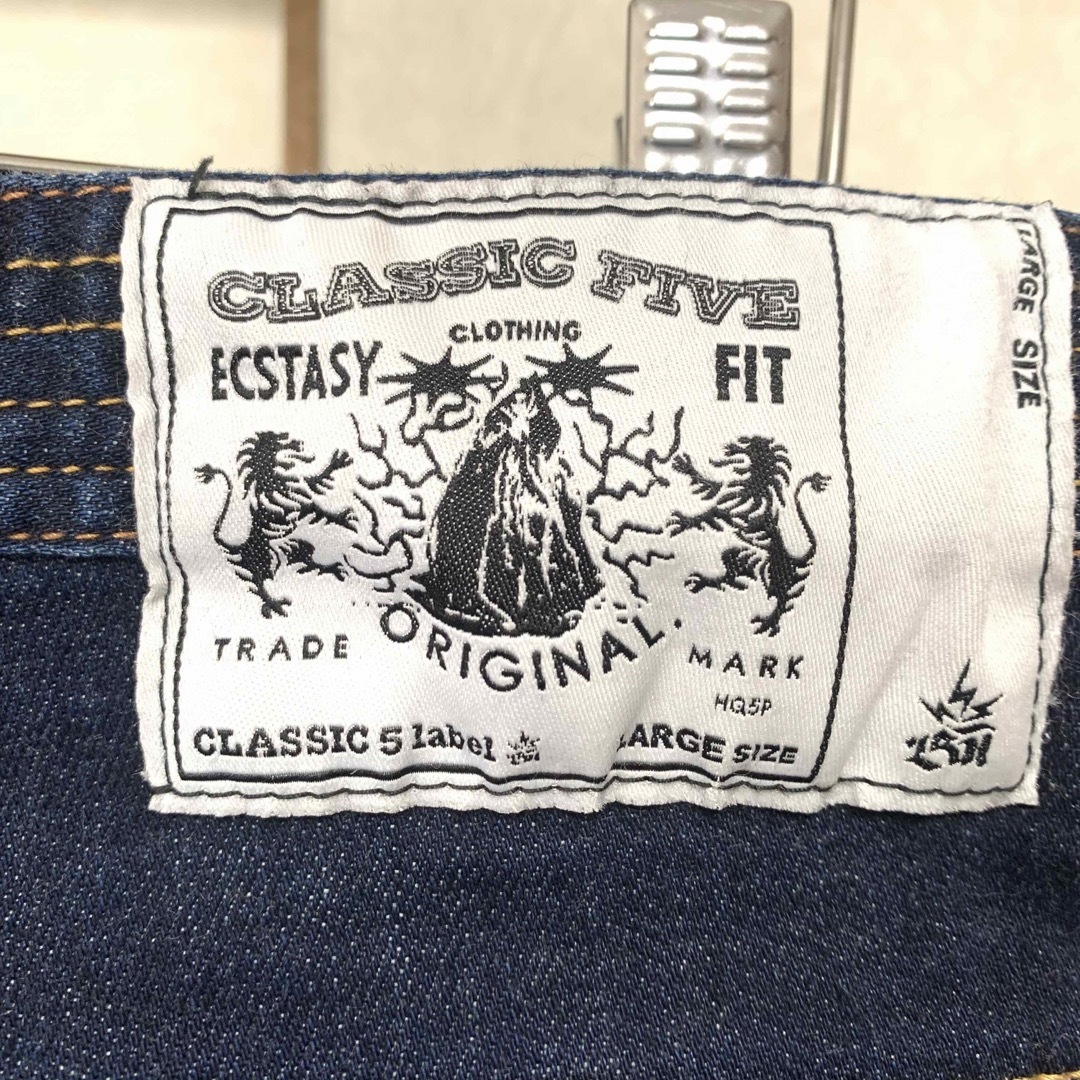 CLASSIC FIVE
CLOTHING
ECSTASY FIT
ORIGINAL.
TRADE MARK
HQ5P
CLASSIC 5 label LARGE SIZE
LARGE SIZE